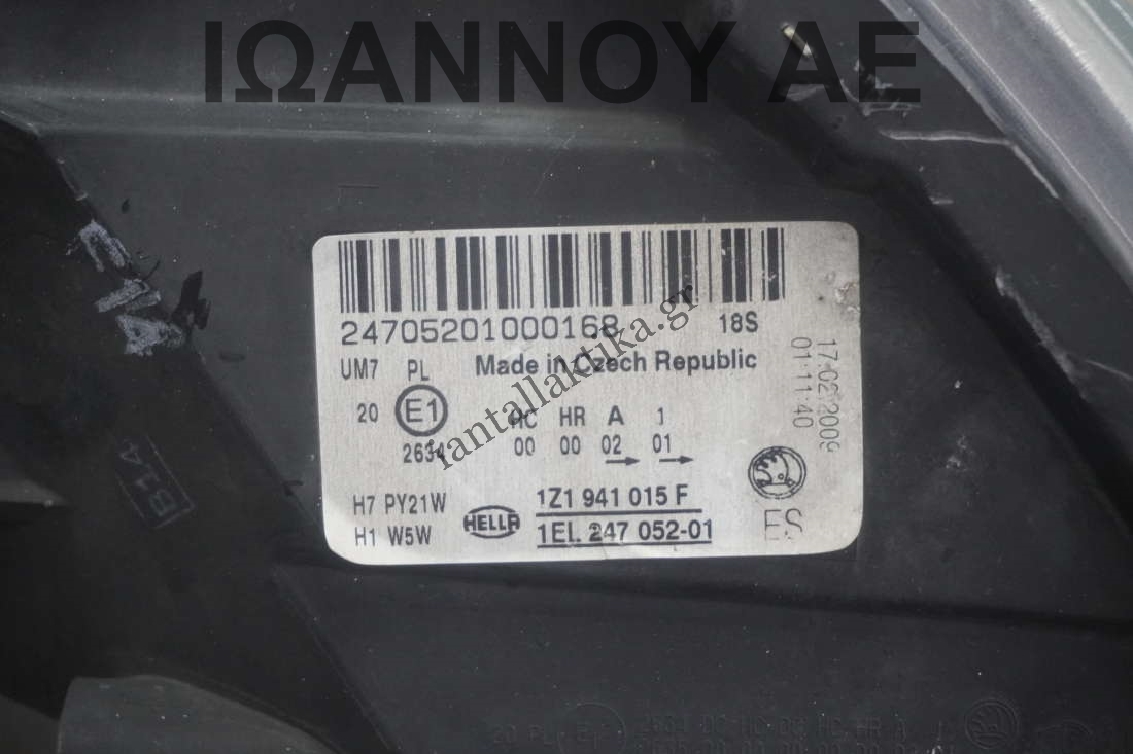 ΙΩΑΝΝΟΥ ΑΕ
24705201000168 18S
UM7 PL Made in Czech Republic
20 E1 HC HR A 1
2634 00 00 02 01
17.02.2009
01:11:40
H7 PY21W HELLA 1Z1 941 015 F
H1 W5W 1EL 247 052-01
ES
iantallaktika.gr
B14